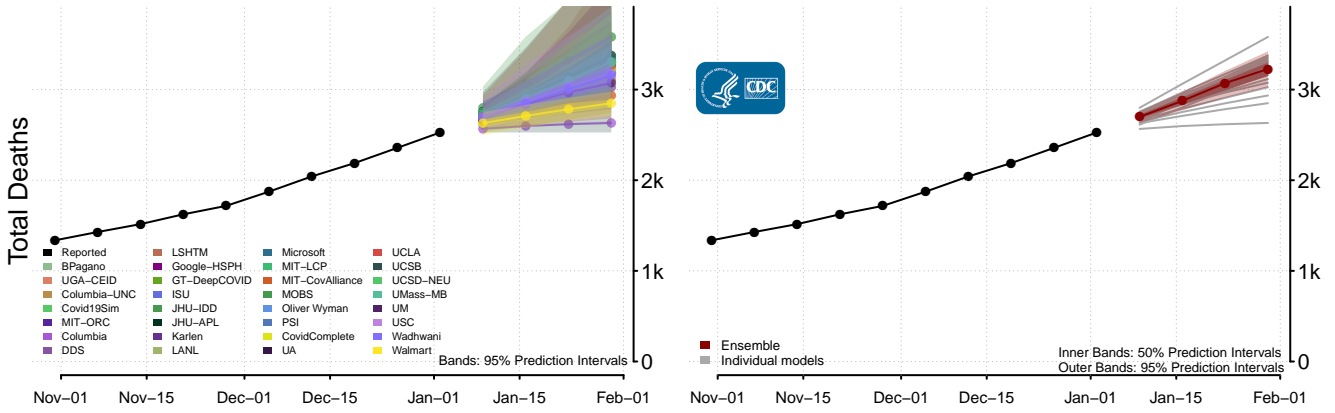 Total Deaths
3k
2k
1k
0
Reported
BPagano
UGA−CEID
Columbia−UNC
Covid19Sim
MIT−ORC
Columbia
DDS
LSHTM
Google−HSPH
GT−DeepCOVID
ISU
JHU−IDD
JHU−APL
Karlen
LANL
Microsoft
MIT−LCP
MIT−CovAlliance
MOBS
Oliver Wyman
PSI
CovidComplete
UA
UCLA
UCSB
UCSD−NEU
UMass−MB
UM
USC
Wadhwani
Walmart
Bands: 95% Prediction Intervals
Nov−01 Nov−15 Dec−01 Dec−15 Jan−01 Jan−15 Feb−01
CDC
3k
2k
1k
0
Ensemble
Individual models
Inner Bands: 50% Prediction Intervals
Outer Bands: 95% Prediction Intervals
Nov−01 Nov−15 Dec−01 Dec−15 Jan−01 Jan−15 Feb−01